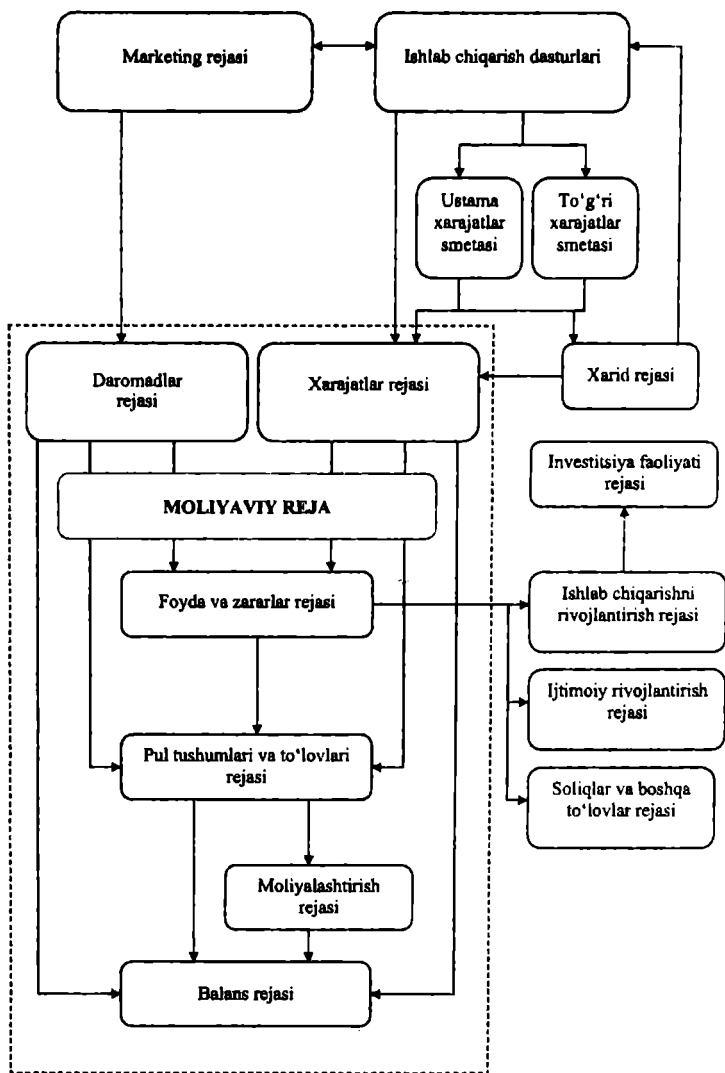 Marketing rejasi
Ishlab chiqarish dasturlari
Ustama
xarajatlar
smetasi
To‘g‘ri
xarajatlar
smetasi
Daromadlar
rejasi
Xarajatlar rejasi
Xarid rejasi
Investitsiya faoliyati
rejasi
MOLIYAVIY REJA
Foyda va zararlar rejasi
Ishlab chiqarishni
rivojlantirish rejasi
Ijtimoiy rivojlantirish
rejasi
Pul tushumlari va to‘lovlari
rejasi
Soliqlar va boshqa
to‘lovlar rejasi
Moliyalashtirish
rejasi
Balans rejasi